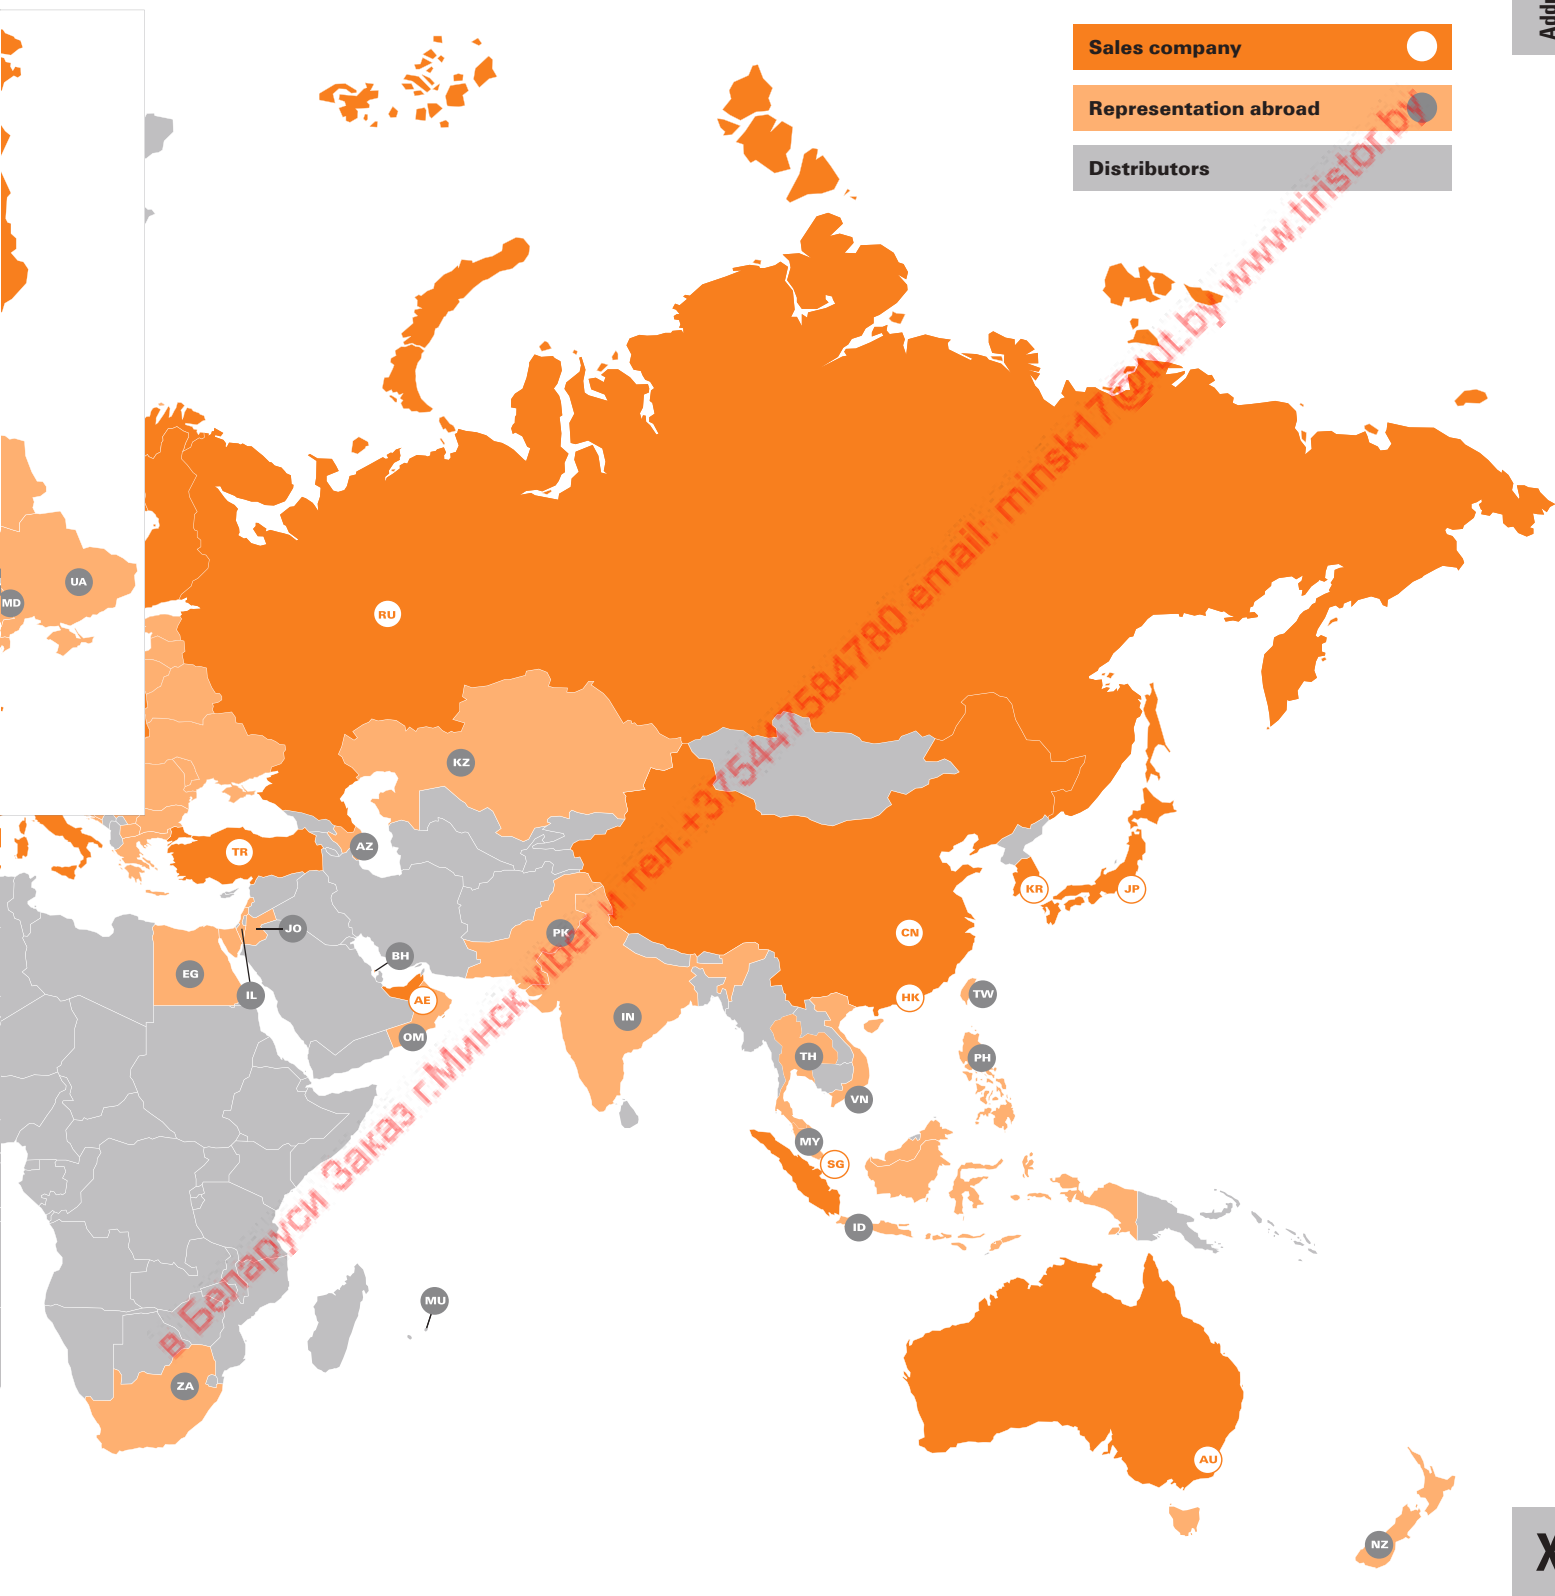 Addr
Sales company
Representation abroad
Distributors
UA
MD
RU
KZ
TR
AZ
KR
JP
JO
PK
CN
BH
EG
IL
AE
HK
TW
IN
OM
TH
PH
VN
MY
SG
ID
MU
ZA
AU
NZ
X
в Беларуси Заказ г.Минск viber и тел.+375447584780 email: minsk17@tut.by www.tiristor.by